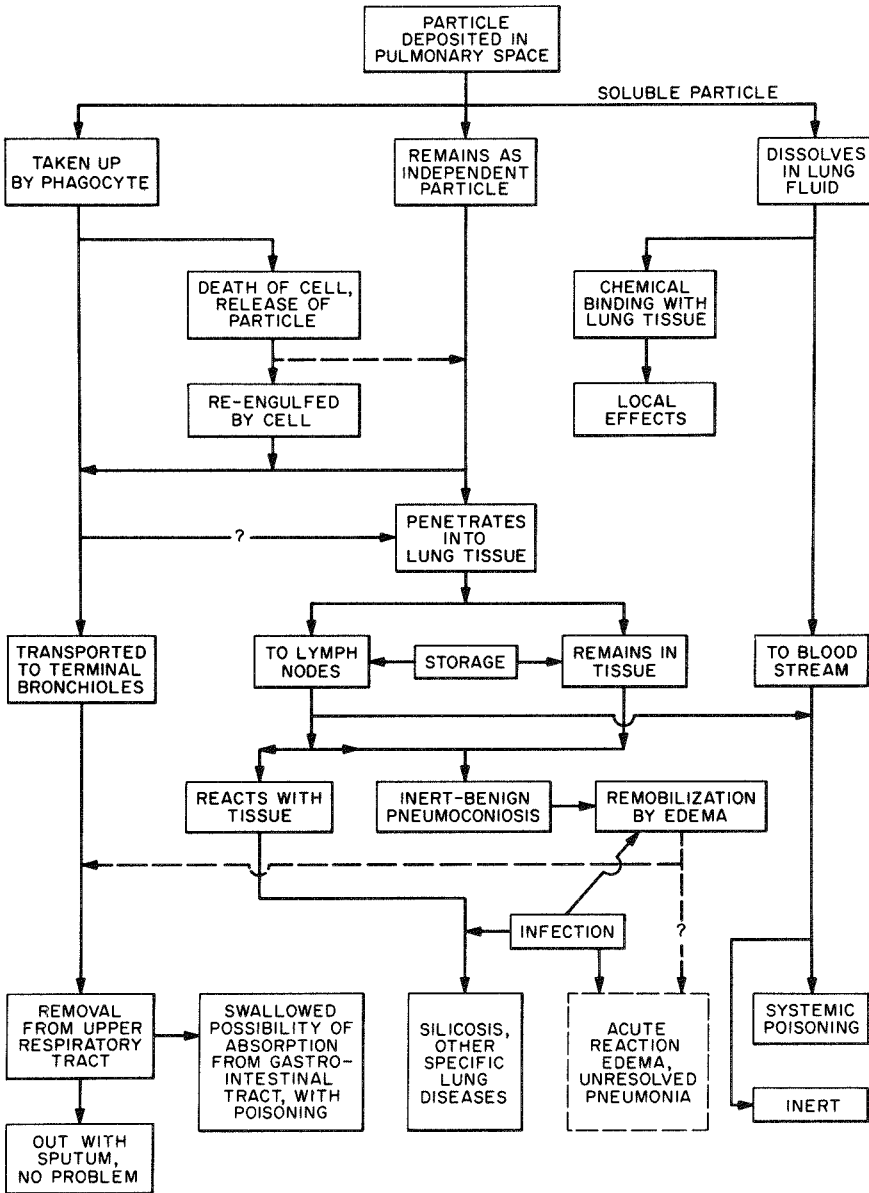 PARTICLE
DEPOSITED IN
PULMONARY SPACE
SOLUBLE PARTICLE
TAKEN UP
BY PHAGOCYTE
REMAINS AS
INDEPENDENT
PARTICLE
DISSOLVES
IN LUNG
FLUID
DEATH OF CELL,
RELEASE OF
PARTICLE
CHEMICAL
BINDING WITH
LUNG TISSUE
RE-ENGULFED
BY CELL
LOCAL
EFFECTS
?
PENETRATES
INTO
LUNG TISSUE
TRANSPORTED
TO TERMINAL
BRONCHIOLES
TO LYMPH
NODES
STORAGE
REMAINS IN
TISSUE
TO BLOOD
STREAM
REACTS WITH
TISSUE
INERT-BENIGN
PNEUMOCONIOSIS
REMOBILIZATION
BY EDEMA
INFECTION
?
REMOVAL
FROM UPPER
RESPIRATORY
TRACT
SWALLOWED
POSSIBILITY OF
ABSORPTION
FROM GASTRO-
INTESTINAL
TRACT, WITH
POISONING
SILICOSIS,
OTHER
SPECIFIC
LUNG
DISEASES
ACUTE
REACTION
EDEMA,
UNRESOLVED
PNEUMONIA
SYSTEMIC
POISONING
INERT
OUT WITH
SPUTUM,
NO PROBLEM